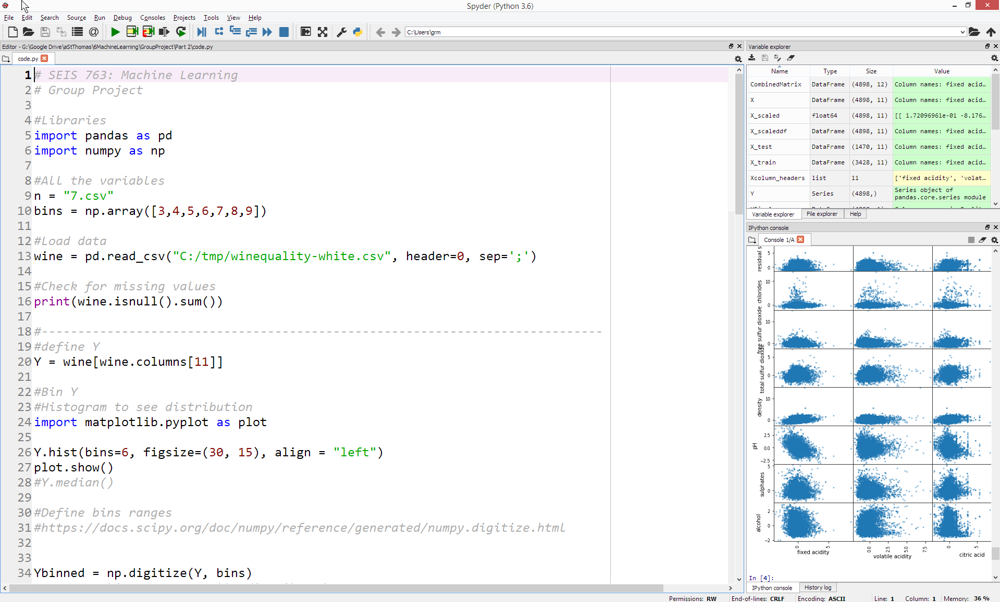 Spyder (Python 3.6)
File Edit Search Source Run Debug Consoles Projects Tools View Help
C:\Users\grm
Editor - G:\Google Drive\aStThomas\6MachineLearning\GroupProject\Part 2\code.py
code.py
1 # SEIS 763: Machine Learning
2 # Group Project
3
4 #Libraries
5 import pandas as pd
6 import numpy as np
7
8 #All the variables
9 n = "7.csv"
10 bins = np.array([3,4,5,6,7,8,9])
11
12 #Load data
13 wine = pd.read_csv("C:/tmp/winequality-white.csv", header=0, sep=';')
14
15 #Check for missing values
16 print(wine.isnull().sum())
17
18 #-----------------------------------------------------------------------------
19 #define Y
20 Y = wine[wine.columns[11]]
21
22 #Bin Y
23 #Histogram to see distribution
24 import matplotlib.pyplot as plot
25
26 Y.hist(bins=6, figsize=(30, 15), align = "left")
27 plot.show()
28 #Y.median()
29
30 #Define bins ranges
31 #https://docs.scipy.org/doc/numpy/reference/generated/numpy.digitize.html
32
33
34 Ybinned = np.digitize(Y, bins)
Variable explorer
Name Type Size Value
CombinedMatrix DataFrame (4898, 12) Column names: fixed acid…
X DataFrame (4898, 11) Column names: fixed acid…
X_scaled float64 (4898, 11) [[ 1.72096961e-01 -8.176…
X_scaleddf DataFrame (4898, 11) Column names: fixed acid…
X_test DataFrame (1470, 11) Column names: fixed acid…
X_train DataFrame (3428, 11) Column names: fixed acid…
Xcolumn_headers list 11 ['fixed acidity', 'volat…
Y Series (4898,) Series object of
pandas.core.series module
Variable explorer File explorer Help
IPython console
Console 1/A
residual s
5
0
chlorides
10
0
free sulfur dioxide
10
0
total sulfur dioxide
5
0
density
10
0
pH
2.5
0.0
−2.5
sulphates
5
0
alcohol
2
0
−2
0 5 0.0 2.5 5.0 7.5 0 5
fixed acidity volatile acidity citric acid
In [4]:
IPython console History log
Permissions: RW End-of-lines: CRLF Encoding: ASCII Line: 1 Column: 1 Memory: 36 %